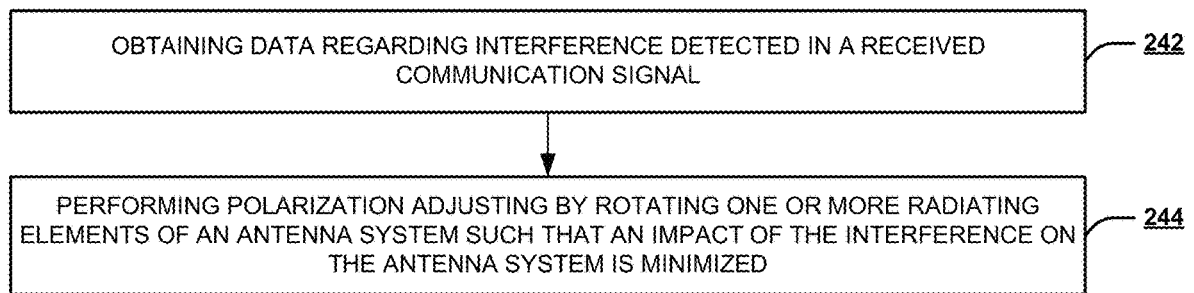 OBTAINING DATA REGARDING INTERFERENCE DETECTED IN A RECEIVED
COMMUNICATION SIGNAL
242
PERFORMING POLARIZATION ADJUSTING BY ROTATING ONE OR MORE RADIATING
ELEMENTS OF AN ANTENNA SYSTEM SUCH THAT AN IMPACT OF THE INTERFERENCE ON
THE ANTENNA SYSTEM IS MINIMIZED
244